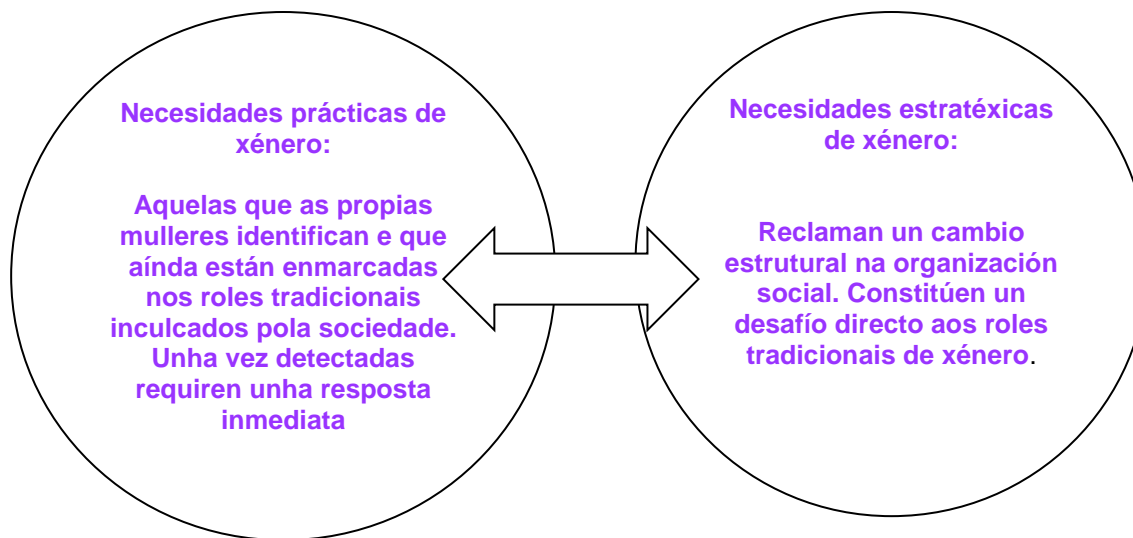 Necesidades prácticas de
xénero:
Aquelas que as propias
mulleres identifican e que
aínda están enmarcadas
nos roles tradicionais
inculcados pola sociedade.
Unha vez detectadas
requiren unha resposta
inmediata
Necesidades estratéxicas
de xénero:
Reclaman un cambio
estrutural na organización
social. Constitúen un
desafío directo aos roles
tradicionais de xénero.